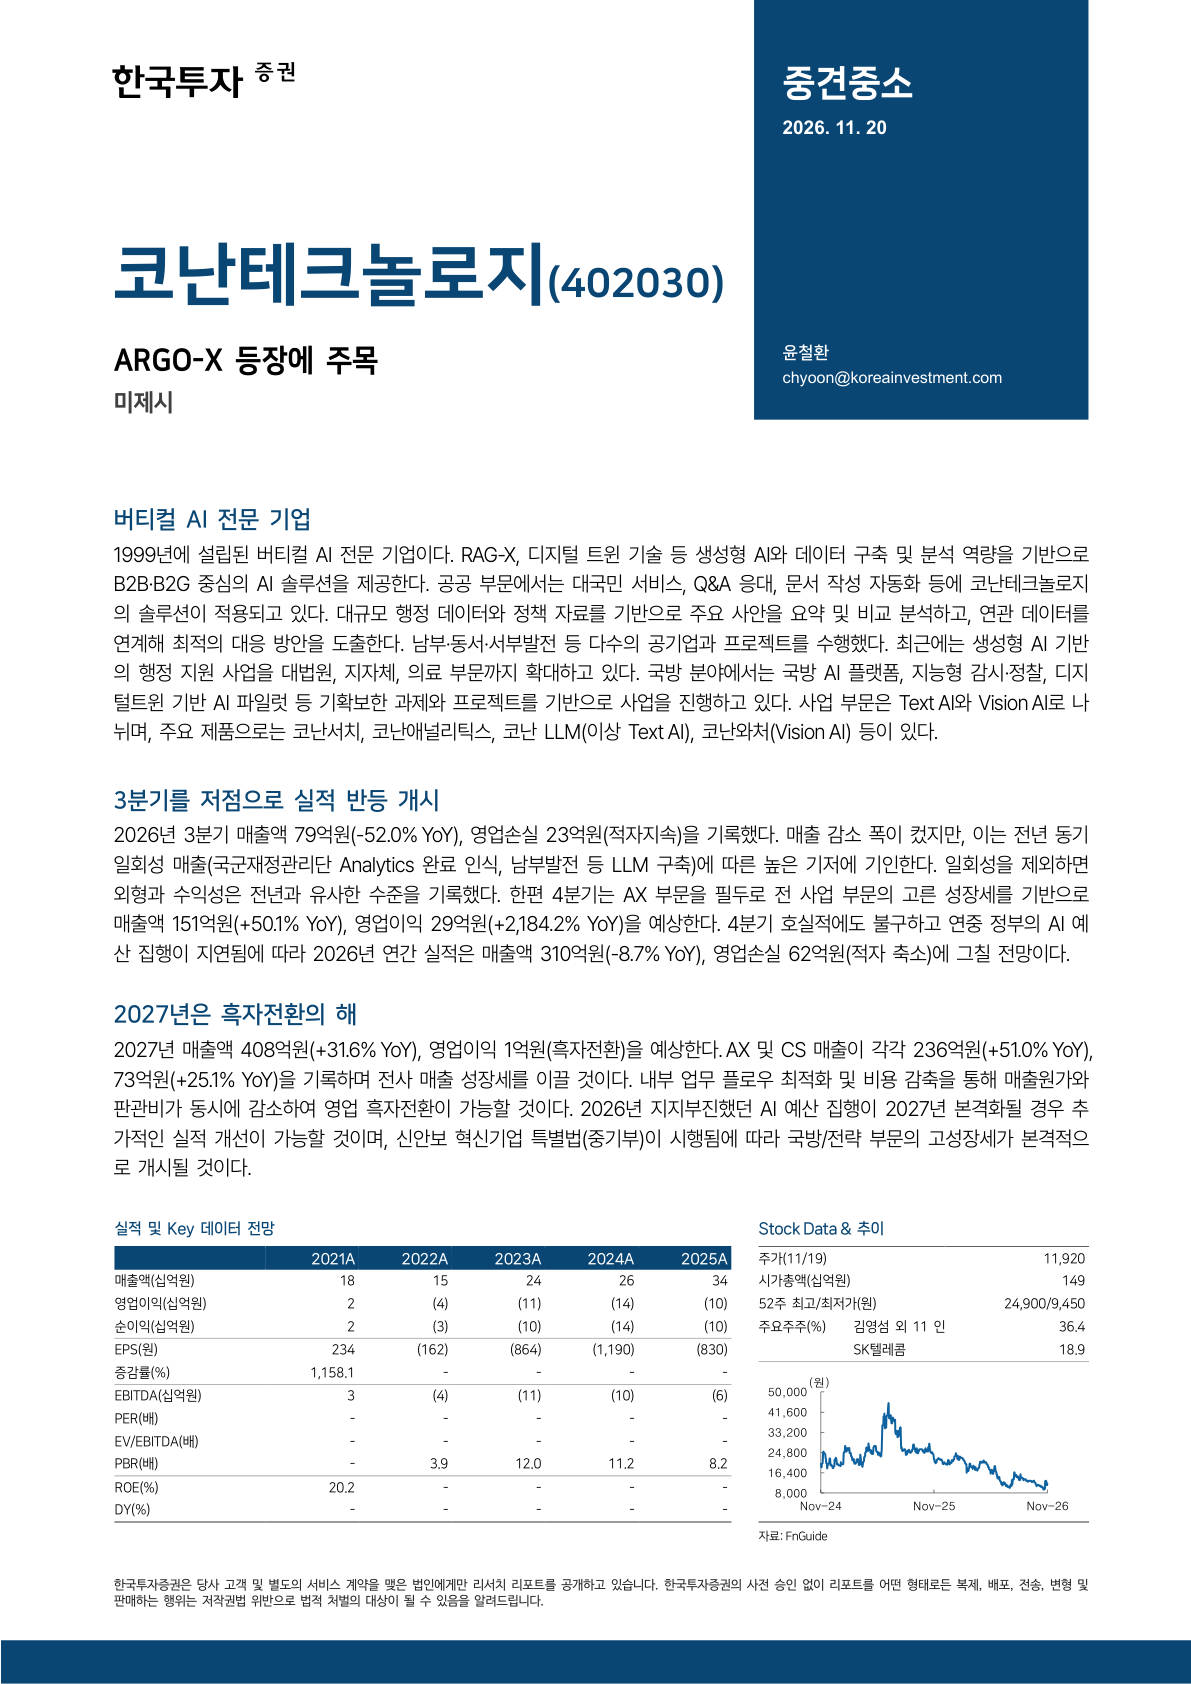 한국투자 증권
중견중소
2026. 11. 20
코난테크놀로지(402030)
ARGO-X 등장에 주목
미제시
윤철환
chyoon@koreainvestment.com
버티컬 AI 전문 기업
1999년에 설립된 버티컬 AI 전문 기업이다. RAG-X, 디지털 트윈 기술 등 생성형 AI와 데이터 구축 및 분석 역량을 기반으로
B2B·B2G 중심의 AI 솔루션을 제공한다. 공공 부문에서는 대국민 서비스, Q&A 응대, 문서 작성 자동화 등에 코난테크놀로지
의 솔루션이 적용되고 있다. 대규모 행정 데이터와 정책 자료를 기반으로 주요 사안을 요약 및 비교 분석하고, 연관 데이터를
연계해 최적의 대응 방안을 도출한다. 남부·동서·서부발전 등 다수의 공기업과 프로젝트를 수행했다. 최근에는 생성형 AI 기반
의 행정 지원 사업을 대법원, 지자체, 의료 부문까지 확대하고 있다. 국방 분야에서는 국방 AI 플랫폼, 지능형 감시·정찰, 디지
털트윈 기반 AI 파일럿 등 기확보한 과제와 프로젝트를 기반으로 사업을 진행하고 있다. 사업 부문은 Text AI와 Vision AI로 나
뉘며, 주요 제품으로는 코난서치, 코난애널리틱스, 코난 LLM(이상 Text AI), 코난와처(Vision AI) 등이 있다.
3분기를 저점으로 실적 반등 개시
2026년 3분기 매출액 79억원(-52.0% YoY), 영업손실 23억원(적자지속)을 기록했다. 매출 감소 폭이 컸지만, 이는 전년 동기
일회성 매출(국군재정관리단 Analytics 완료 인식, 남부발전 등 LLM 구축)에 따른 높은 기저에 기인한다. 일회성을 제외하면
외형과 수익성은 전년과 유사한 수준을 기록했다. 한편 4분기는 AX 부문을 필두로 전 사업 부문의 고른 성장세를 기반으로
매출액 151억원(+50.1% YoY), 영업이익 29억원(+2,184.2% YoY)을 예상한다. 4분기 호실적에도 불구하고 연중 정부의 AI 예
산 집행이 지연됨에 따라 2026년 연간 실적은 매출액 310억원(-8.7% YoY), 영업손실 62억원(적자 축소)에 그칠 전망이다.
2027년은 흑자전환의 해
2027년 매출액 408억원(+31.6% YoY), 영업이익 1억원(흑자전환)을 예상한다. AX 및 CS 매출이 각각 236억원(+51.0% YoY),
73억원(+25.1% YoY)을 기록하며 전사 매출 성장세를 이끌 것이다. 내부 업무 플로우 최적화 및 비용 감축을 통해 매출원가와
판관비가 동시에 감소하여 영업 흑자전환이 가능할 것이다. 2026년 지지부진했던 AI 예산 집행이 2027년 본격화될 경우 추
가적인 실적 개선이 가능할 것이며, 신안보 혁신기업 특별법(중기부)이 시행됨에 따라 국방/전략 부문의 고성장세가 본격적으
로 개시될 것이다.
실적 및 Key 데이터 전망
2021A 2022A 2023A 2024A 2025A
매출액(십억원) 18 15 24 26 34
영업이익(십억원) 2 (4) (11) (14) (10)
순이익(십억원) 2 (3) (10) (14) (10)
EPS(원) 234 (162) (864) (1,190) (830)
증감률(%) 1,158.1 - - - -
EBITDA(십억원) 3 (4) (11) (10) (6)
PER(배) - - - - -
EV/EBITDA(배) - - - - -
PBR(배) - 3.9 12.0 11.2 8.2
ROE(%) 20.2 - - - -
DY(%) - - - - -
Stock Data & 추이
주가(11/19) 11,920
시가총액(십억원) 149
52주 최고/최저가(원) 24,900/9,450
주요주주(%) 김영섬 외 11 인 36.4
SK텔레콤 18.9
(원)
50,000
41,600
33,200
24,800
16,400
8,000
Nov-24 Nov-25 Nov-26
자료: FnGuide
한국투자증권은 당사 고객 및 별도의 서비스 계약을 맺은 법인에게만 리서치 리포트를 공개하고 있습니다. 한국투자증권의 사전 승인 없이 리포트를 어떤 형태로든 복제, 배포, 전송, 변형 및
판매하는 행위는 저작권법 위반으로 법적 처벌의 대상이 될 수 있음을 알려드립니다.